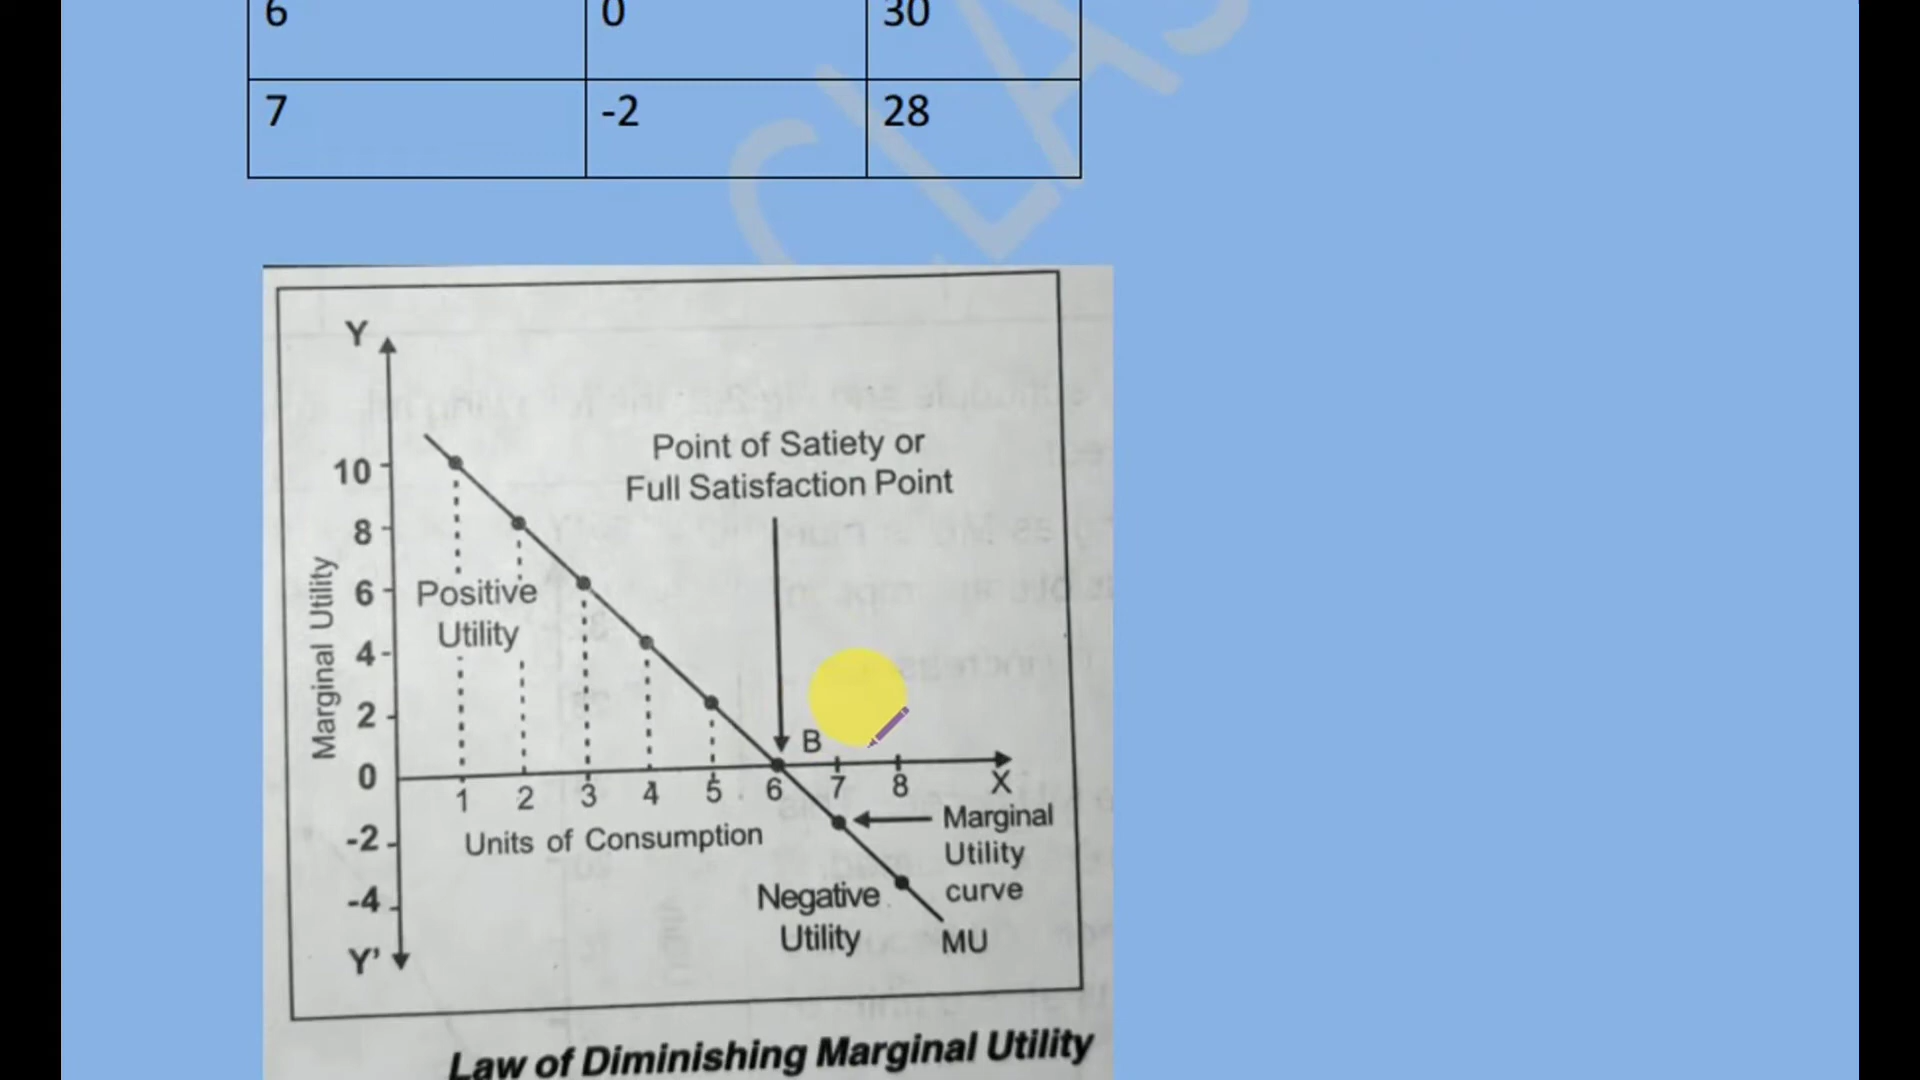 6 0 30
7 -2 28
CLAS
Y
Point of Satiety or
Full Satisfaction Point
10
8
6
4
2
0
-2
-4
Marginal Utility
Positive
Utility
B
1 2 3 4 5 6 7 8 X
Units of Consumption
Marginal
Utility
curve
Negative
Utility
MU
Y'
Law of Diminishing Marginal Utility